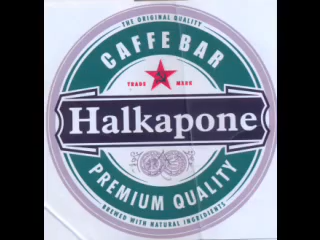 THE ORIGINAL QUALITY
CAFFE BAR
TRADE MARK
Halkapone
PREMIUM QUALITY
BREWED WITH NATURAL INGREDIENTS